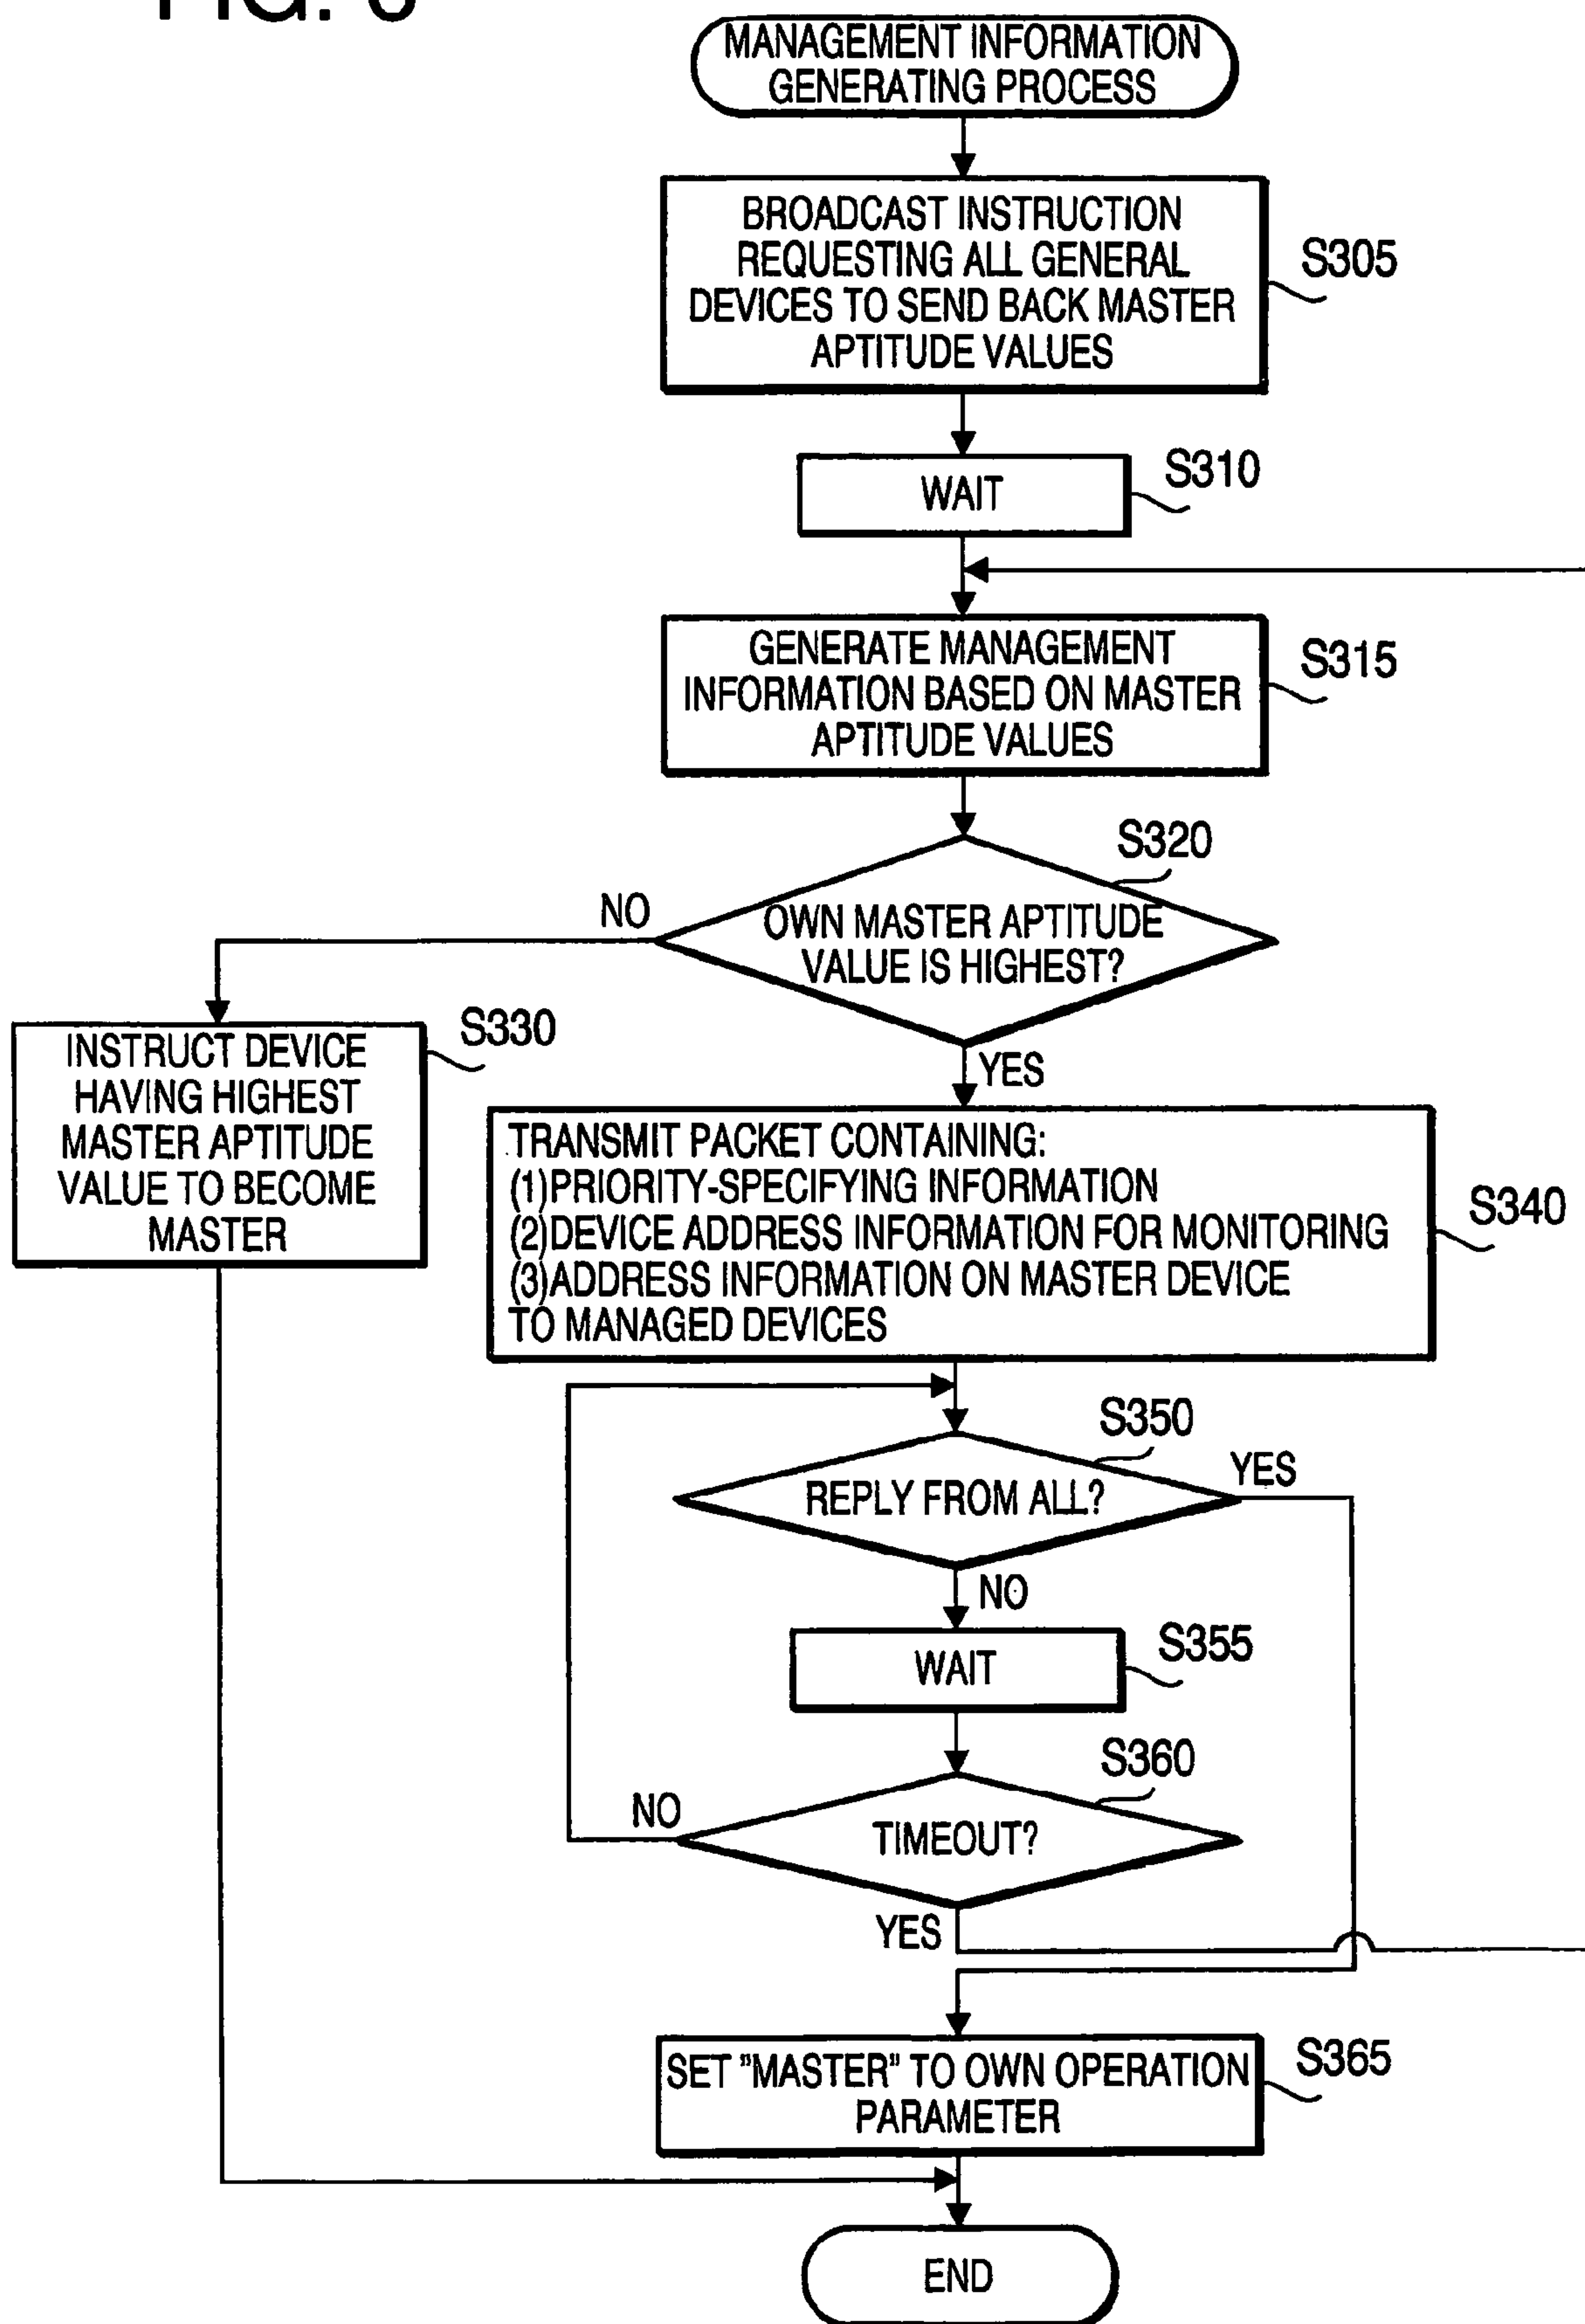 FIG.
MANAGEMENT INFORMATION
GENERATING PROCESS
BROADCAST INSTRUCTION
REQUESTING ALL GENERAL
DEVICES TO SEND BACK MASTER
APTITUDE VALUES
S305
WAIT
S310
GENERATE MANAGEMENT
INFORMATION BASED ON MASTER
APTITUDE VALUES
S315
S320
OWN MASTER APTITUDE
VALUE IS HIGHEST?
NO
YES
INSTRUCT DEVICE
HAVING HIGHEST
MASTER APTITUDE
VALUE TO BECOME
MASTER
S330
TRANSMIT PACKET CONTAINING:
(1)PRIORITY-SPECIFYING INFORMATION
(2)DEVICE ADDRESS INFORMATION FOR MONITORING
(3)ADDRESS INFORMATION ON MASTER DEVICE
TO MANAGED DEVICES
S340
S350
REPLY FROM ALL?
YES
NO
WAIT
S355
S360
TIMEOUT?
NO
YES
SET "MASTER" TO OWN OPERATION
PARAMETER
S365
END